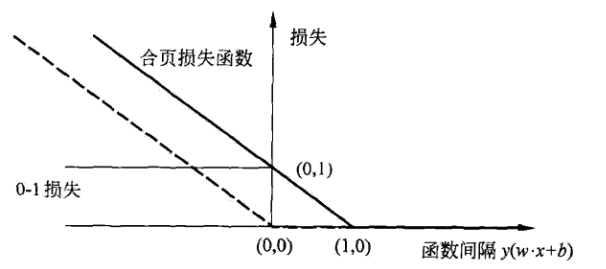 损失
合页损失函数
(0,1)
0-1 损失
(0,0)
(1,0)
函数间隔 y(w·x+b)